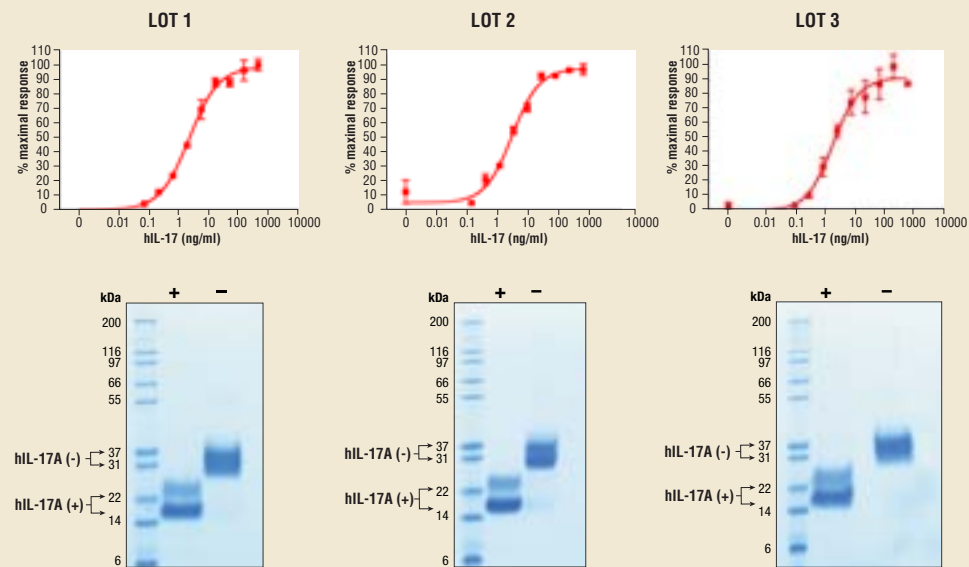 LOT 1
LOT 2
LOT 3
% maximal response
110
100
90
80
70
60
50
40
30
20
10
0
0 0.01 0.1 1 10 100 1000 10000
hIL-17 (ng/ml)
% maximal response
110
100
90
80
70
60
50
40
30
20
10
0
0 0.01 0.1 1 10 100 1000 10000
hIL-17 (ng/ml)
% maximal response
110
100
90
80
70
60
50
40
30
20
10
0
0 0.01 0.1 1 10 100 1000 10000
hIL-17 (ng/ml)
kDa + –
200
116
97
66
55
hIL-17A (-) 37
31
hIL-17A (+) 22
14
6
kDa + –
200
116
97
66
55
hIL-17A (-) 37
31
hIL-17A (+) 22
14
6
kDa + –
200
116
97
66
55
hIL-17A (-) 37
31
hIL-17A (+) 22
14
6